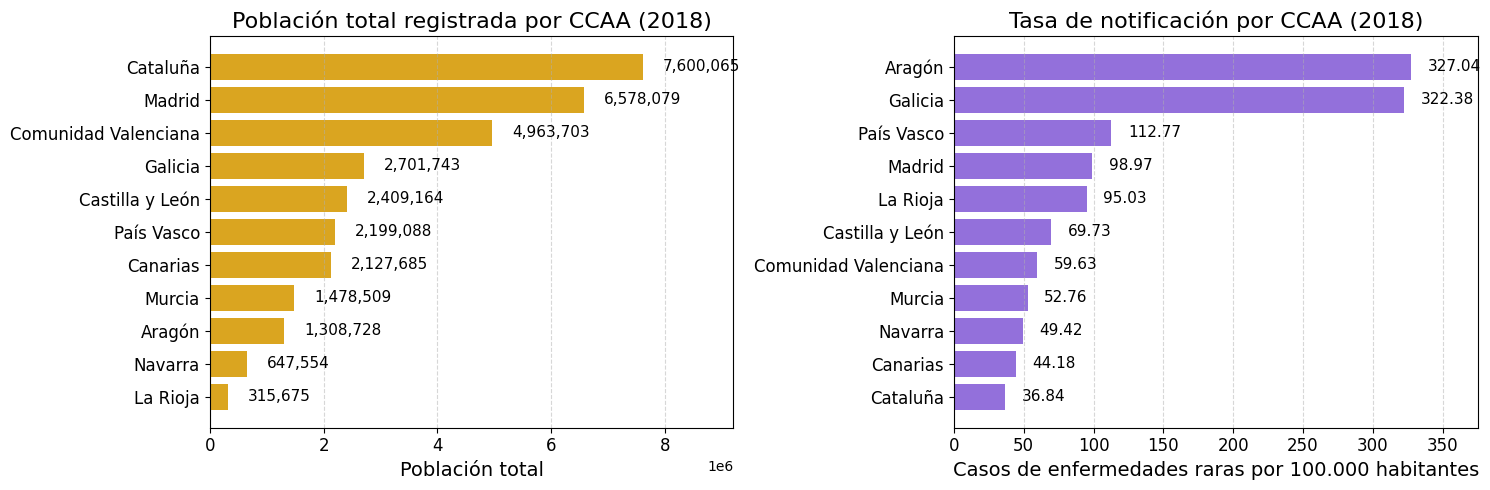 Población total registrada por CCAA (2018)
Cataluña 7,600,065
Madrid 6,578,079
Comunidad Valenciana 4,963,703
Galicia 2,701,743
Castilla y León 2,409,164
País Vasco 2,199,088
Canarias 2,127,685
Murcia 1,478,509
Aragón 1,308,728
Navarra 647,554
La Rioja 315,675
0 2 4 6 8
1e6
Población total
Tasa de notificación por CCAA (2018)
Aragón 327.04
Galicia 322.38
País Vasco 112.77
Madrid 98.97
La Rioja 95.03
Castilla y León 69.73
Comunidad Valenciana 59.63
Murcia 52.76
Navarra 49.42
Canarias 44.18
Cataluña 36.84
0 50 100 150 200 250 300 350
Casos de enfermedades raras por 100.000 habitantes